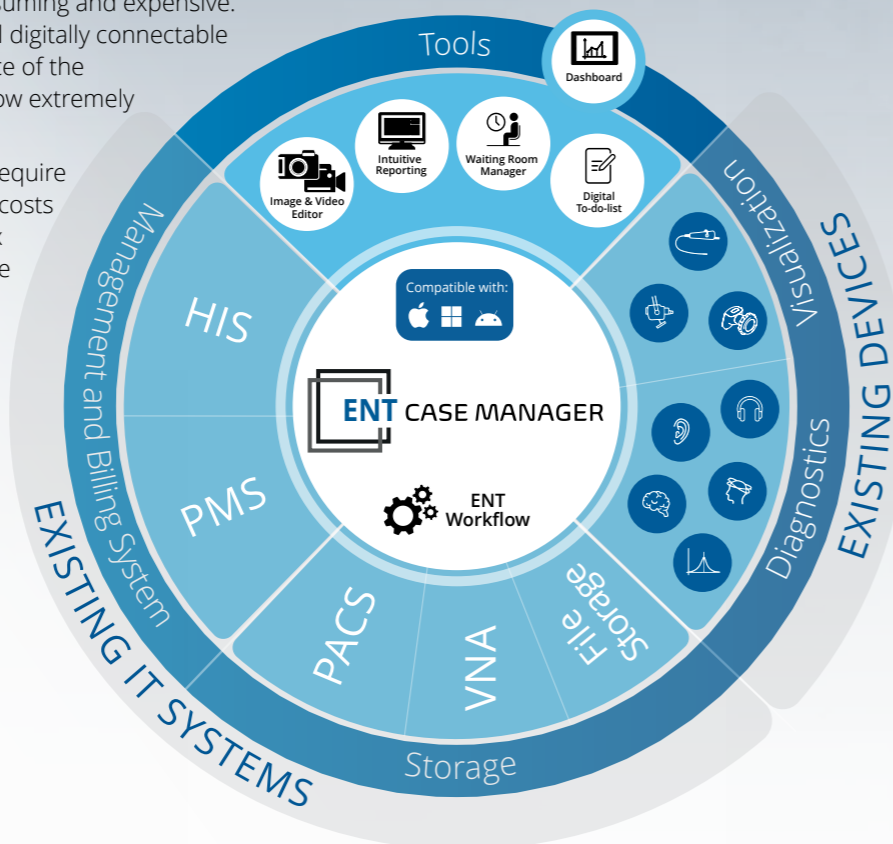 suming and expensive.
digitally connectable
te of the
ow extremely
equire
costs
e
Tools
Dashboard
Image & Video
Editor
Intuitive
Reporting
Waiting Room
Manager
Digital
To-do-list
Visualization
Diagnostics
EXISTING DEVICES
Management and Billing System
HIS
PMS
EXISTING IT SYSTEMS
Compatible with:
ENT CASE MANAGER
ENT
Workflow
PACS
VNA
File
Storage
Storage